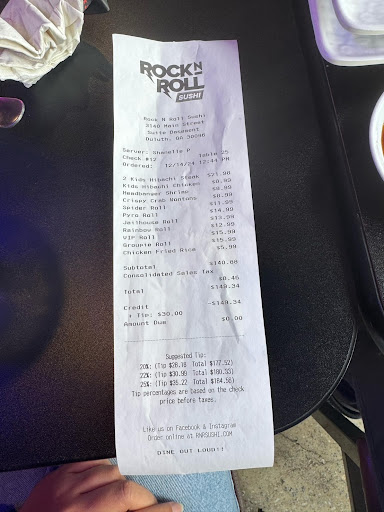 ROCK N
ROLL
SUSHI
Rock N Roll Sushi
3140 Main Street
Suite Basement
Duluth, GA 30096
Server: Shanelle P
Check #12 Table 25
Ordered: 12/14/24 12:44 PM
2 Kids Hibachi Steak $21.98
Kids Hibachi Chicken $8.99
Headbanger Shrimp $9.99
Crispy Crab Wontons $8.99
Spider Roll $11.99
Pyro Roll $14.99
Jailhouse Roll $13.99
Rainbow Roll $12.99
VIP Roll $15.99
Groupie Roll $15.99
Chicken Fried Rice $5.99
Subtotal $140.88
Consolidated Sales Tax
$8.46
Total $149.34
Credit -$149.34
+ Tip: $30.00
Amount Due $0.00
Suggested Tip:
20%: (Tip $28.18 Total $177.52)
22%: (Tip $30.99 Total $180.33)
25%: (Tip $35.22 Total $184.56)
Tip percentages are based on the check
price before taxes.
Like us on Facebook & Instagram
Order online at RNRSUSHI.COM
DINE OUT LOUD!!